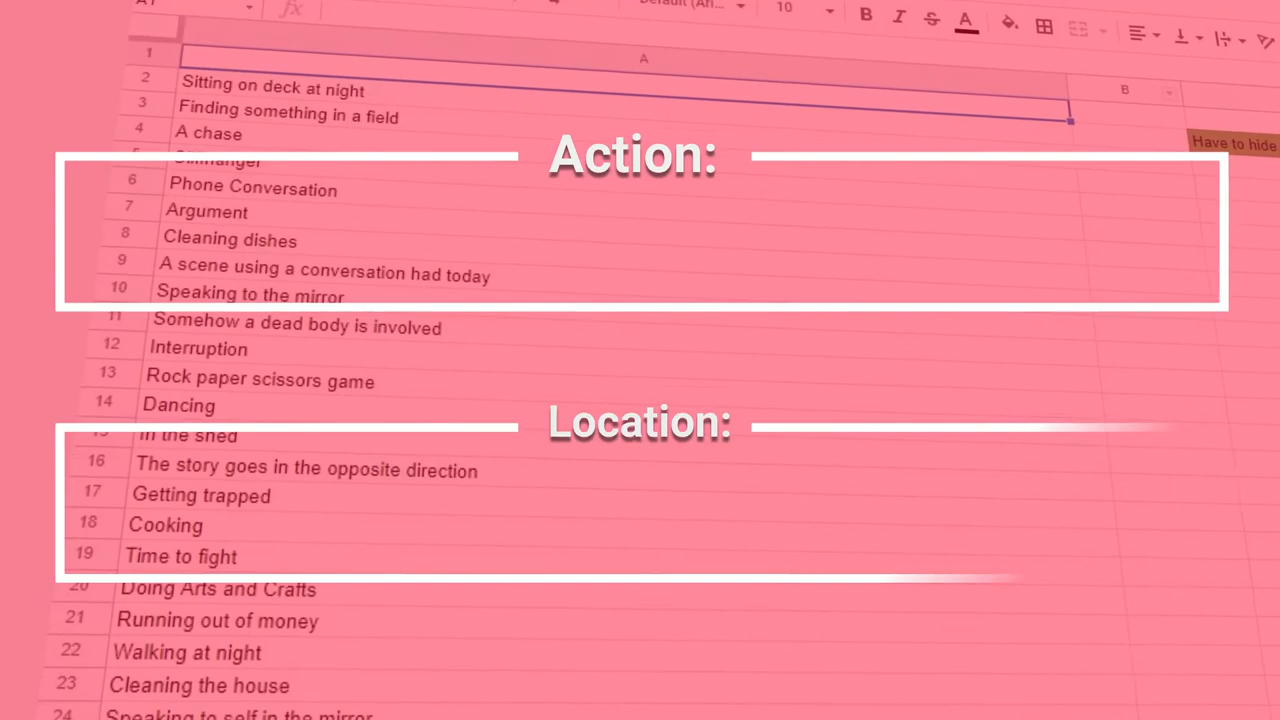 10 B I S A
A B
1
2 Sitting on deck at night
3 Finding something in a field
4 A chase
Have to hide
Action:
5 Cliffhanger
6 Phone Conversation
7 Argument
8 Cleaning dishes
9 A scene using a conversation had today
10 Speaking to the mirror
11 Somehow a dead body is involved
12 Interruption
13 Rock paper scissors game
14 Dancing
Location:
15 In the shed
16 The story goes in the opposite direction
17 Getting trapped
18 Cooking
19 Time to fight
20 Doing Arts and Crafts
21 Running out of money
22 Walking at night
23 Cleaning the house
24 Speaking to self in the mirror